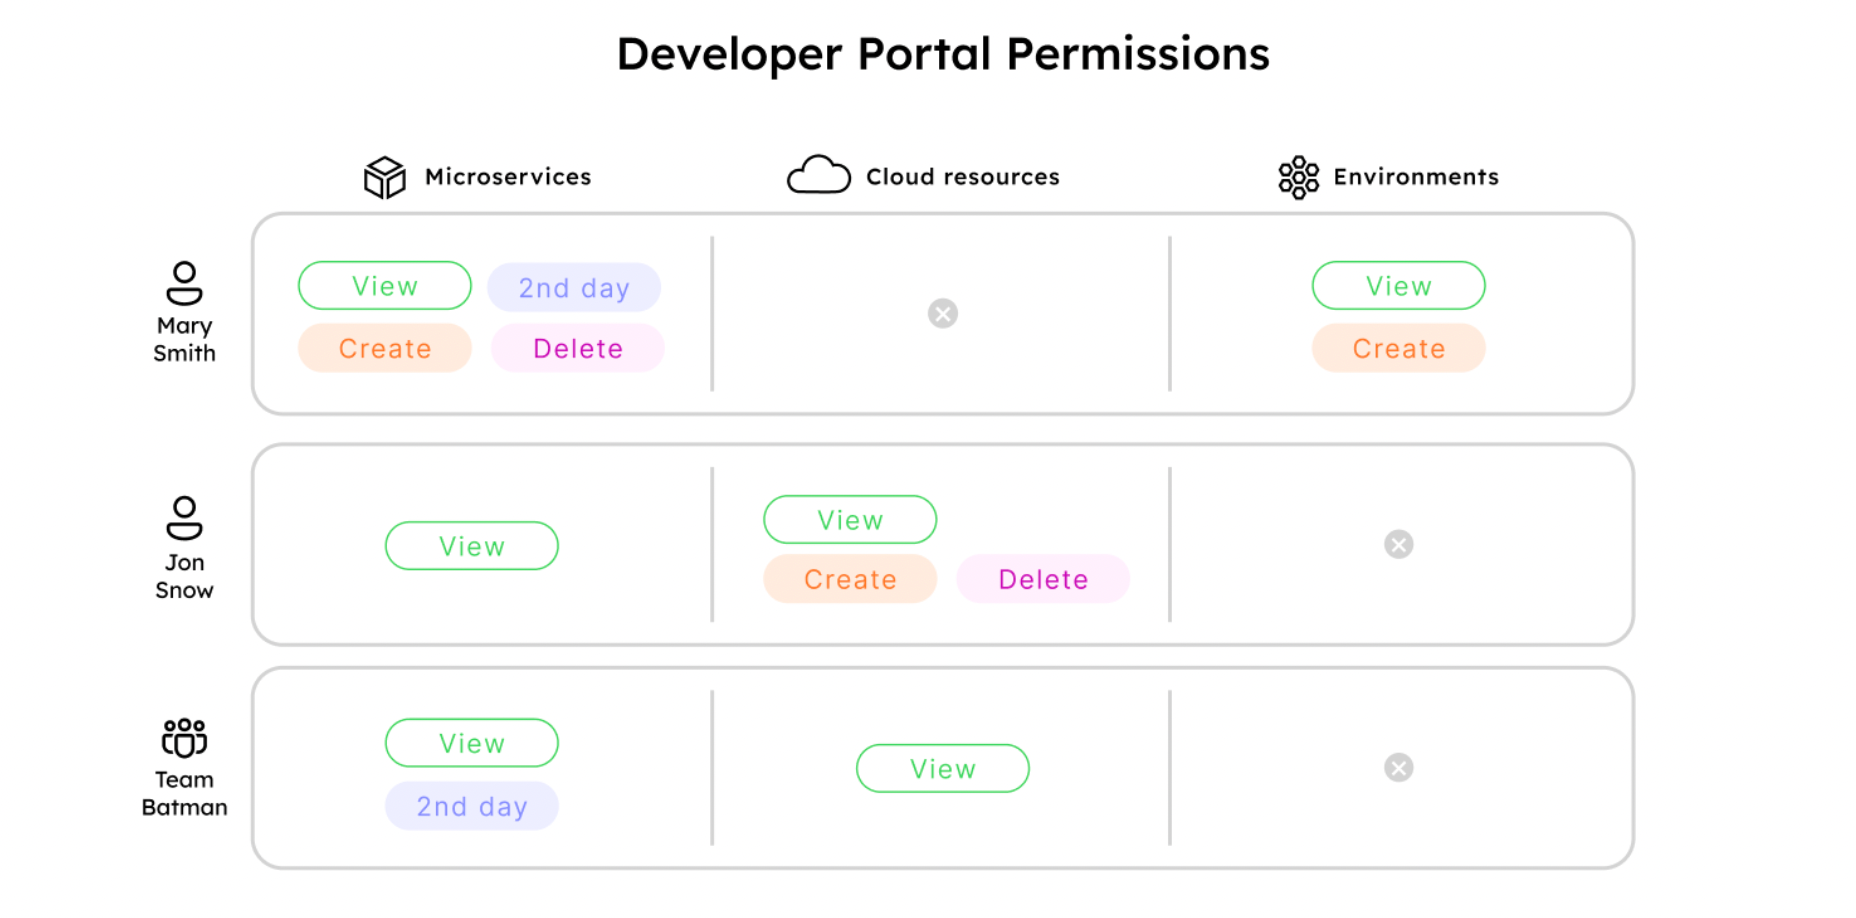 Developer Portal Permissions
Microservices
Cloud resources
Environments
Mary
Smith
View
2nd day
Create
Delete
View
Create
Jon
Snow
View
View
Create
Delete
Team
Batman
View
2nd day
View